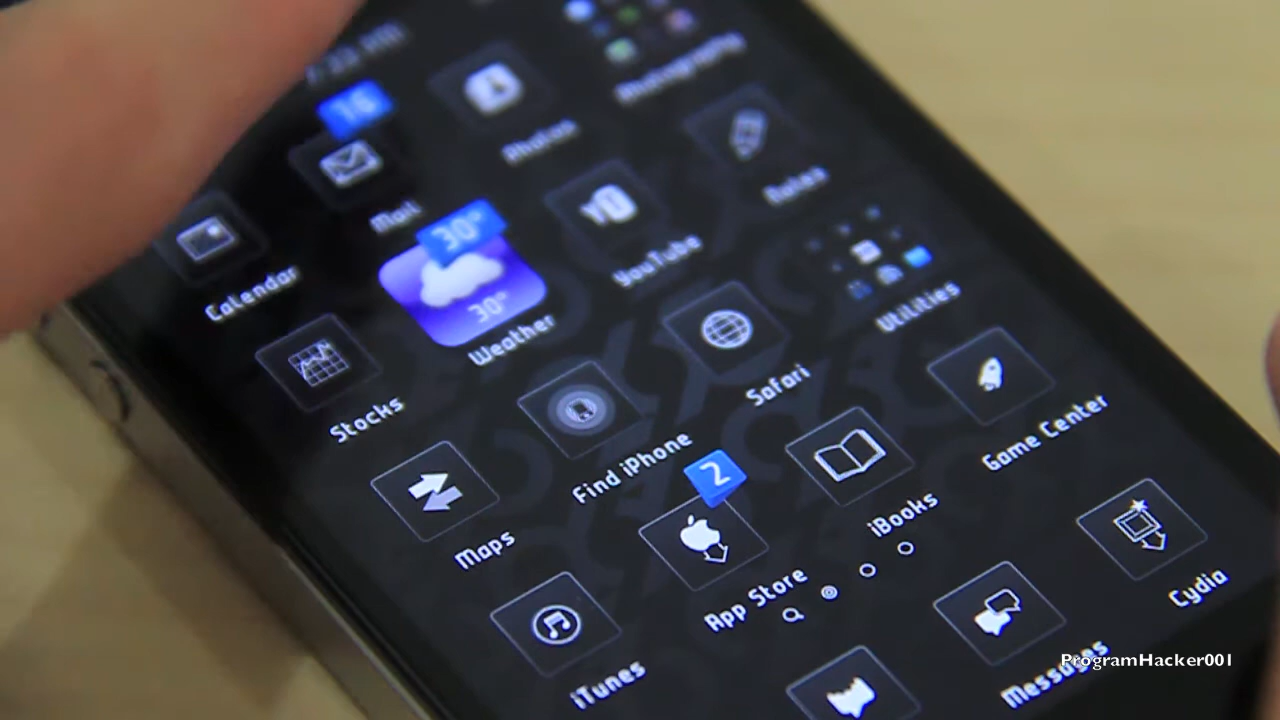 Photography
16
Photos
Notes
Mail
Calendar
30°
30°
Weather
YouTube
Utilities
Stocks
Find iPhone
Safari
Game Center
Maps
2
App Store
iBooks
Cydia
iTunes
Messages
ProgramHacker001